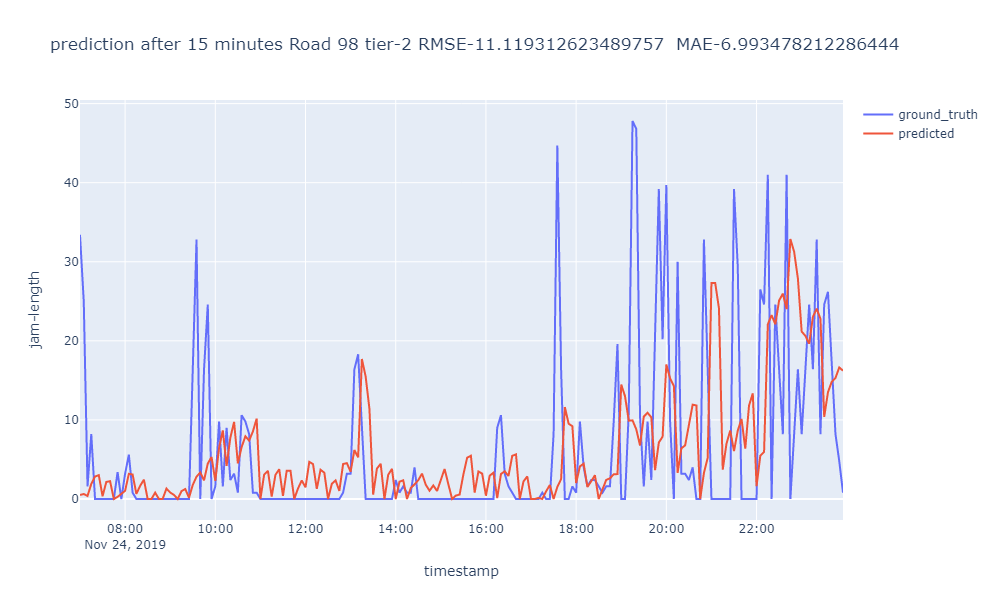 prediction after 15 minutes Road 98 tier-2 RMSE-11.119312623489757  MAE-6.993478212286444
ground_truth
predicted
jam-length
50
40
30
20
10
0
08:00 10:00 12:00 14:00 16:00 18:00 20:00 22:00
Nov 24, 2019
timestamp